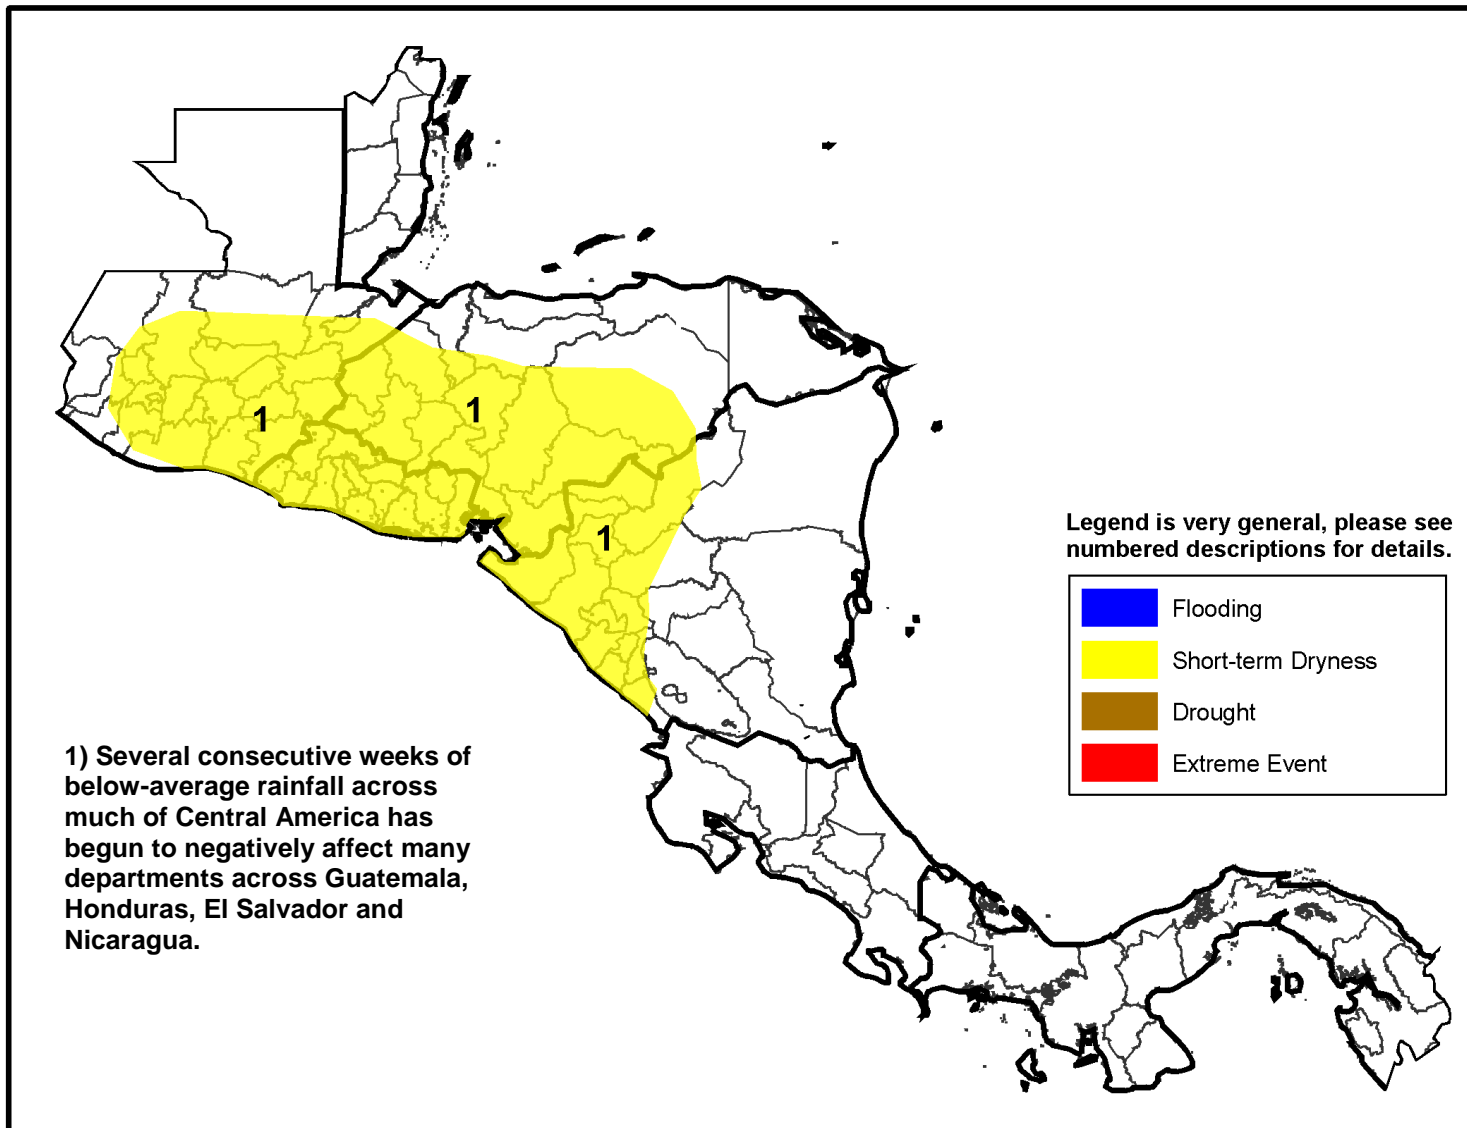 1
1
1
Legend is very general, please see
numbered descriptions for details.
Flooding
Short-term Dryness
Drought
Extreme Event
1) Several consecutive weeks of
below-average rainfall across
much of Central America has
begun to negatively affect many
departments across Guatemala,
Honduras, El Salvador and
Nicaragua.